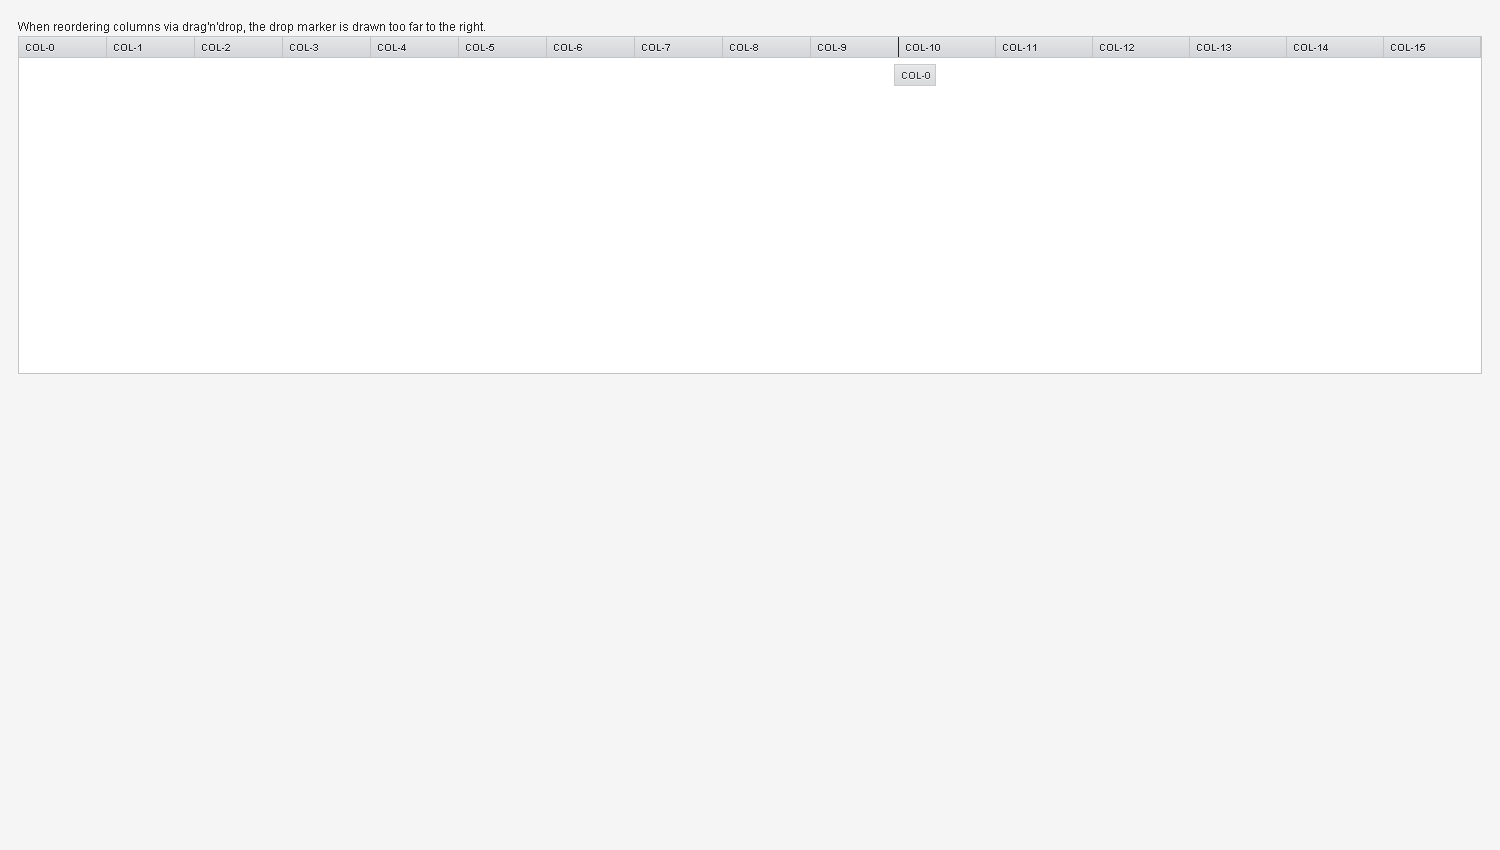 When reordering columns via drag'n'drop, the drop marker is drawn too far to the right.
COL-0 COL-1 COL-2 COL-3 COL-4 COL-5 COL-6 COL-7 COL-8 COL-9 COL-10 COL-11 COL-12 COL-13 COL-14 COL-15
COL-0